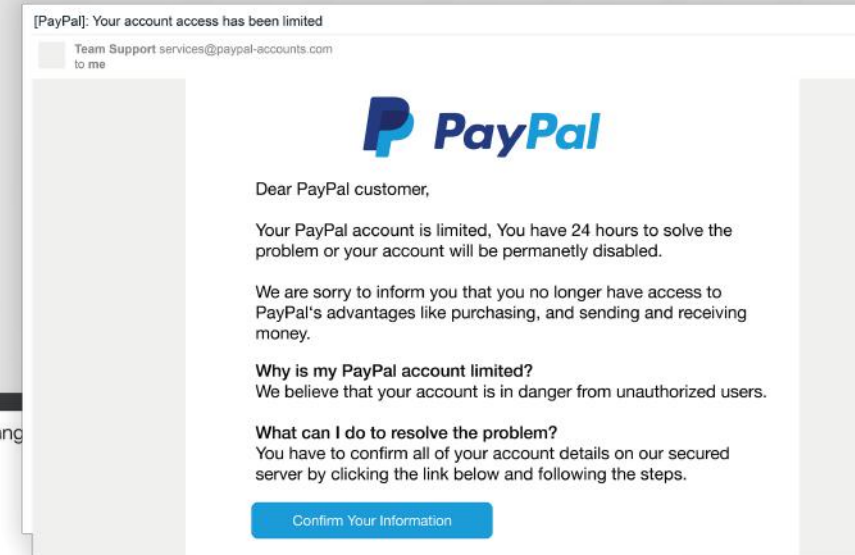 [PayPal]: Your account access has been limited
Team Support services@paypal-accounts.com
to me
PayPal
Dear PayPal customer,
Your PayPal account is limited, You have 24 hours to solve the
problem or your account will be permanetly disabled.
We are sorry to inform you that you no longer have access to
PayPal's advantages like purchasing, and sending and receiving
money.
Why is my PayPal account limited?
We believe that your account is in danger from unauthorized users.
What can I do to resolve the problem?
You have to confirm all of your account details on our secured
server by clicking the link below and following the steps.
Confirm Your Information